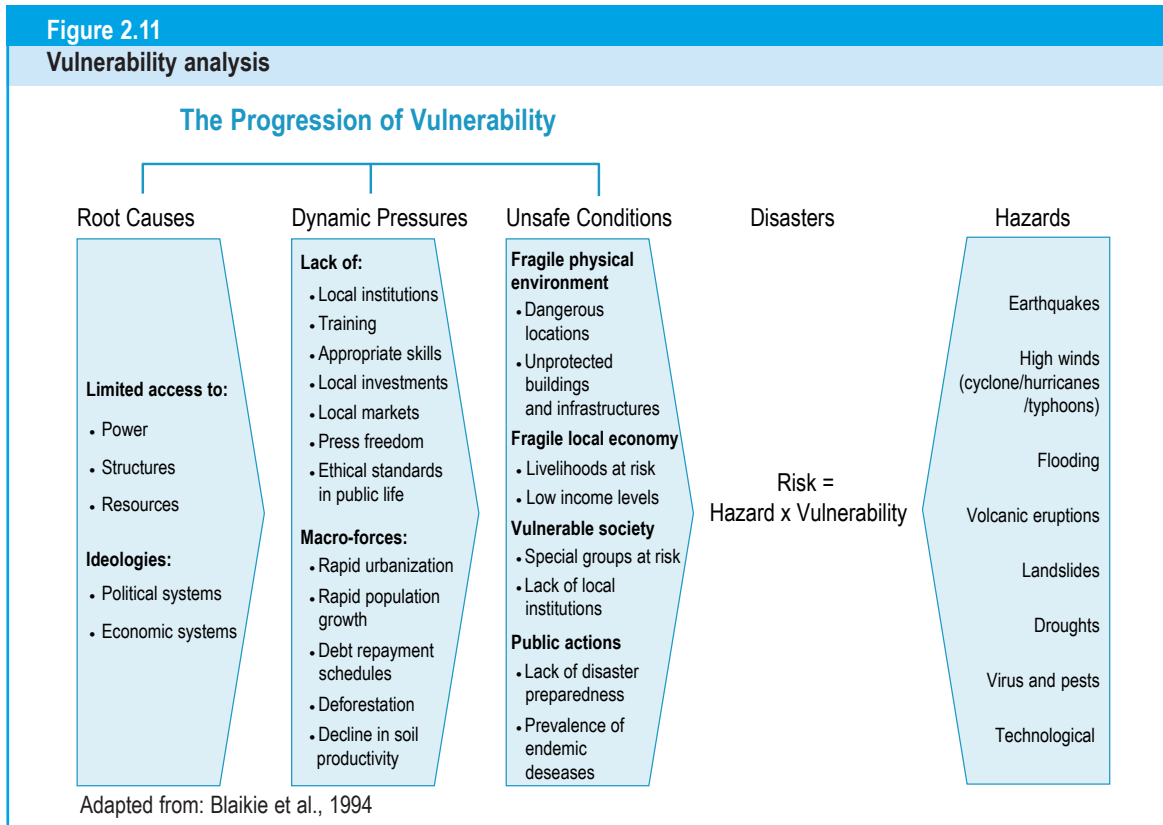 Figure 2.11
Vulnerability analysis
The Progression of Vulnerability
Root Causes
Limited access to:
• Power
• Structures
• Resources
Ideologies:
• Political systems
• Economic systems
Dynamic Pressures
Lack of:
• Local institutions
• Training
• Appropriate skills
• Local investments
• Local markets
• Press freedom
• Ethical standards
in public life
Macro-forces:
• Rapid urbanization
• Rapid population
growth
• Debt repayment
schedules
• Deforestation
• Decline in soil
productivity
Unsafe Conditions
Fragile physical
environment
• Dangerous
locations
• Unprotected
buildings
and infrastructures
Fragile local economy
• Livelihoods at risk
• Low income levels
Vulnerable society
• Special groups at risk
• Lack of local
institutions
Public actions
• Lack of disaster
preparedness
• Prevalence of
endemic
deseases
Disasters
Risk =
Hazard x Vulnerability
Hazards
Earthquakes
High winds
(cyclone/hurricanes
/typhoons)
Flooding
Volcanic eruptions
Landslides
Droughts
Virus and pests
Technological
Adapted from: Blaikie et al., 1994